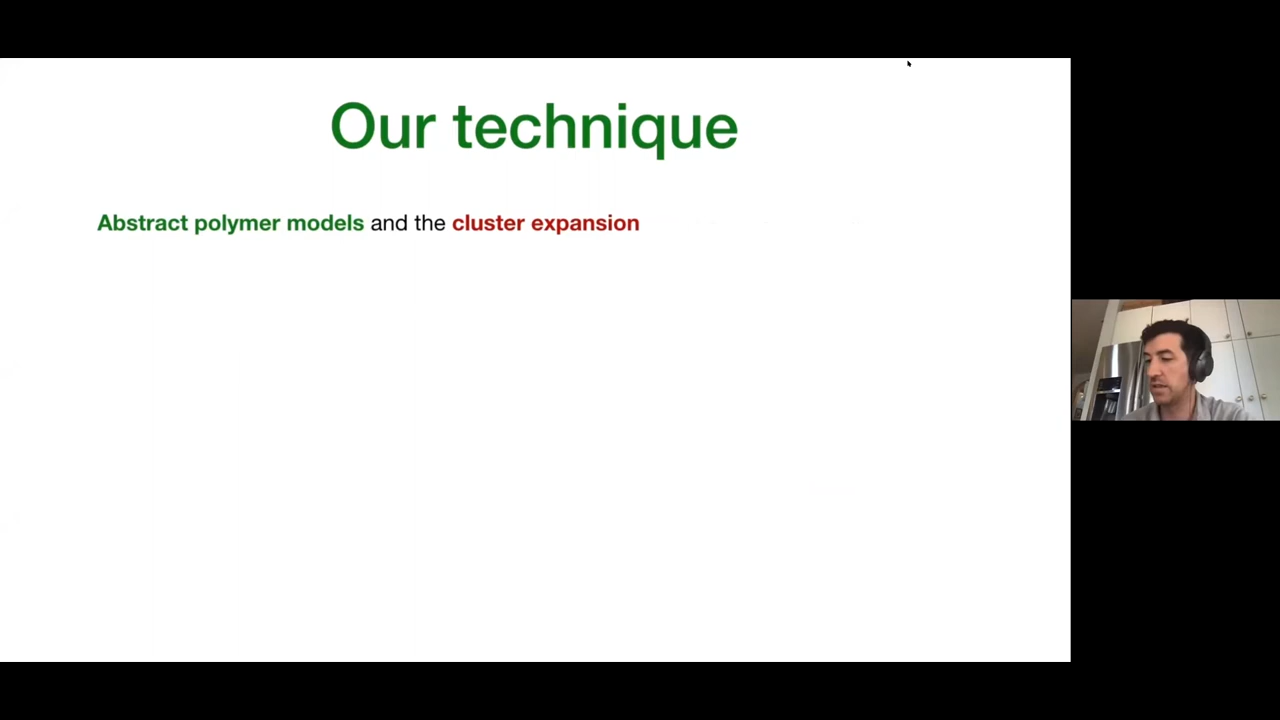 Our technique
Abstract polymer models and the cluster expansion